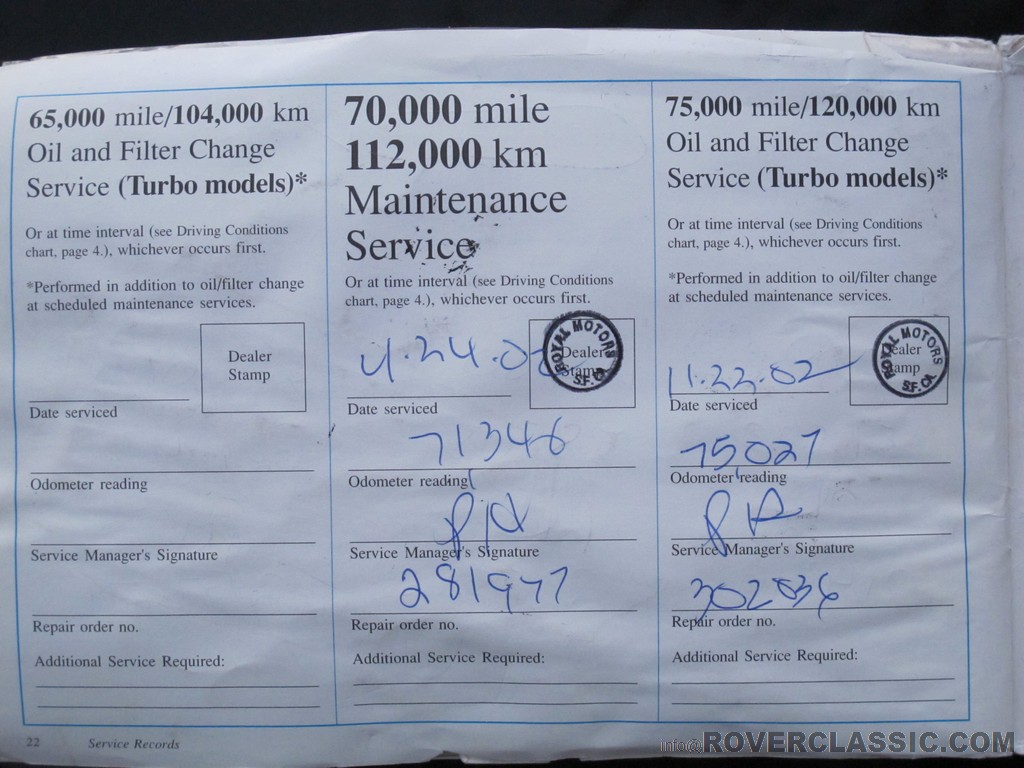 65,000 mile/104,000 km
Oil and Filter Change
Service (Turbo models)*
Or at time interval (see Driving Conditions
chart, page 4.), whichever occurs first.
*Performed in addition to oil/filter change
at scheduled maintenance services.
Dealer
Stamp
Date serviced
Odometer reading
Service Manager's Signature
Repair order no.
Additional Service Required:
70,000 mile
112,000 km
Maintenance
Service
Or at time interval (see Driving Conditions
chart, page 4.), whichever occurs first.
4.24.02
ROYAL MOTORS
S.F. CA
Dealer
Stamp
Date serviced
71346
Odometer reading
Service Manager's Signature
281977
Repair order no.
Additional Service Required:
75,000 mile/120,000 km
Oil and Filter Change
Service (Turbo models)*
Or at time interval (see Driving Conditions
chart, page 4.), whichever occurs first.
*Performed in addition to oil/filter change
at scheduled maintenance services.
11.22.02
ROYAL MOTORS
S.F. CA
Dealer
Stamp
Date serviced
75027
Odometer reading
Service Manager's Signature
302836
Repair order no.
Additional Service Required:
22 Service Records
Info@ROVERCLASSIC.COM